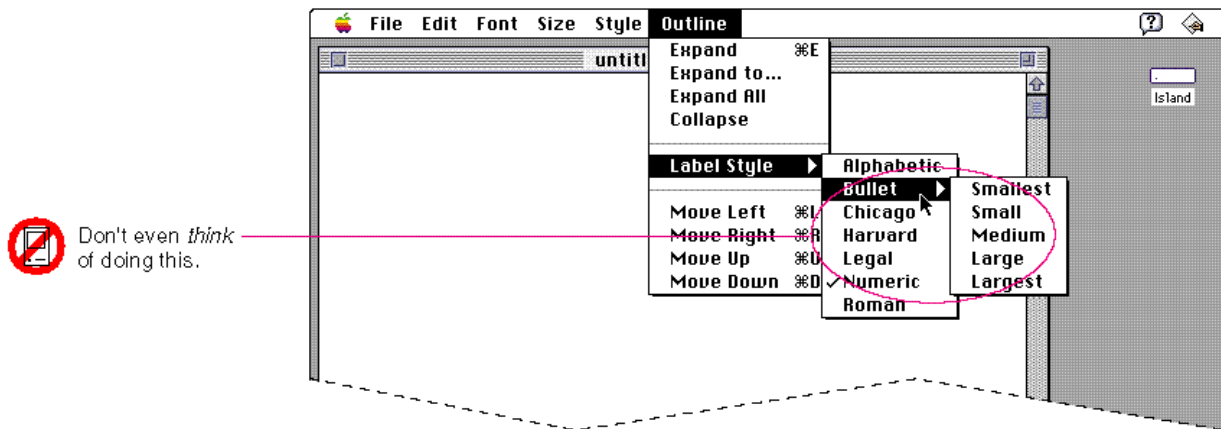 File Edit Font Size Style Outline
untitl
Island
Expand ⌘E
Expand to...
Expand All
Collapse
Label Style
Move Left ⌘L
Move Right ⌘R
Move Up ⌘U
Move Down ⌘D
Alphabetic
Bullet
Chicago
Harvard
Legal
✓Numeric
Roman
Smallest
Small
Medium
Large
Largest
Don't even think
of doing this.